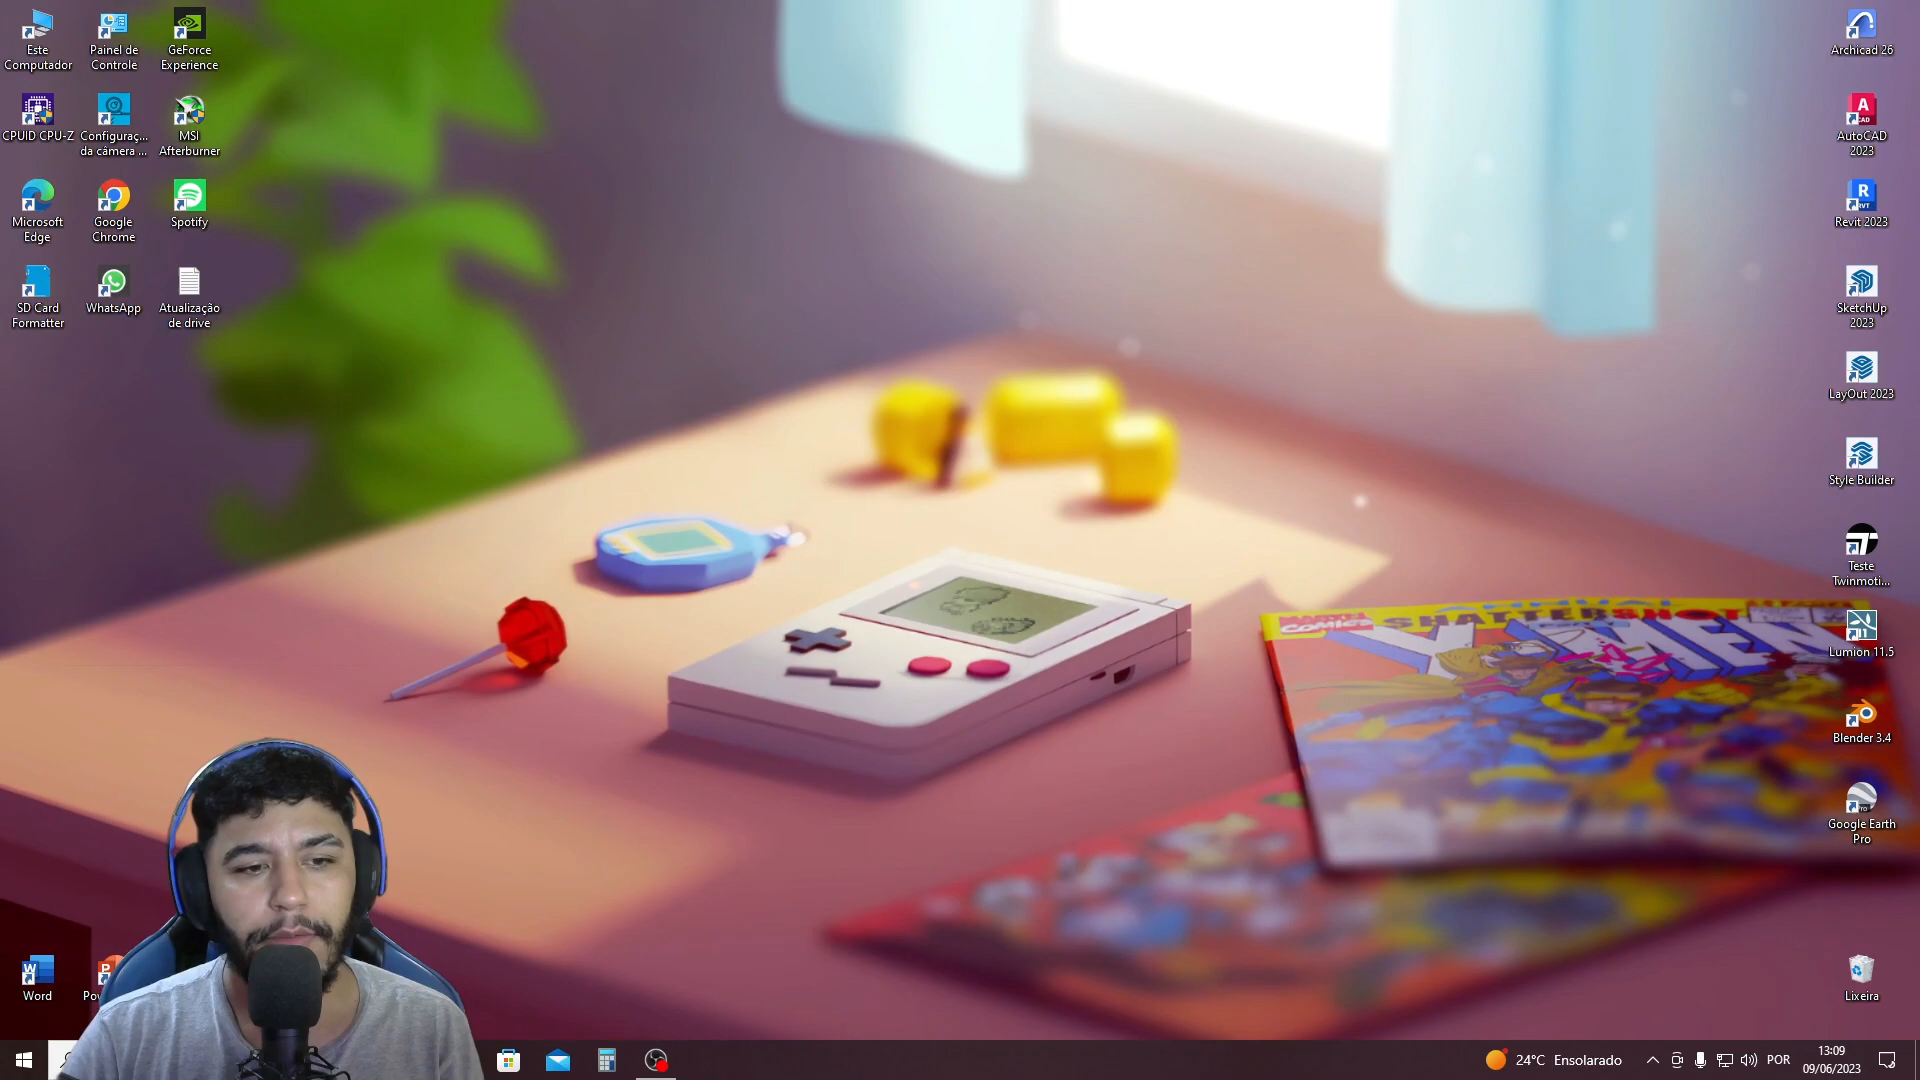 Este
Computador
Painel de
Controle
GeForce
Experience
CPUID CPU-Z
Configuraç...
da câmera ...
MSI
Afterburner
Microsoft
Edge
Google
Chrome
Spotify
SD Card
Formatter
WhatsApp
Atualização
de drive
Archicad 26
AutoCAD
2023
Revit 2023
SketchUp
2023
LayOut 2023
Style Builder
Teste
Twinmoti...
Lumion 11.5
Blender 3.4
Google Earth
Pro
SHATTERSHOT
COMICS
X-MEN
Word
Lixeira
24°C Ensolarado
POR
13:09
09/06/2023